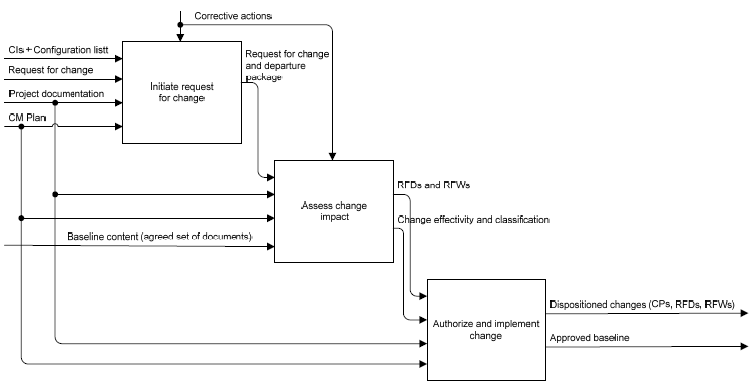 Corrective actions
CIs + Configuration listt
Request for change
Project documentation
CM Plan
Initiate request
for change
Request for change
and departure
package
Assess change
impact
RFDs and RFWs
Change effectivity and classification
Baseline content (agreed set of documents)
Authorize and implement
change
Dispositioned changes (CPs, RFDs, RFWs)
Approved baseline